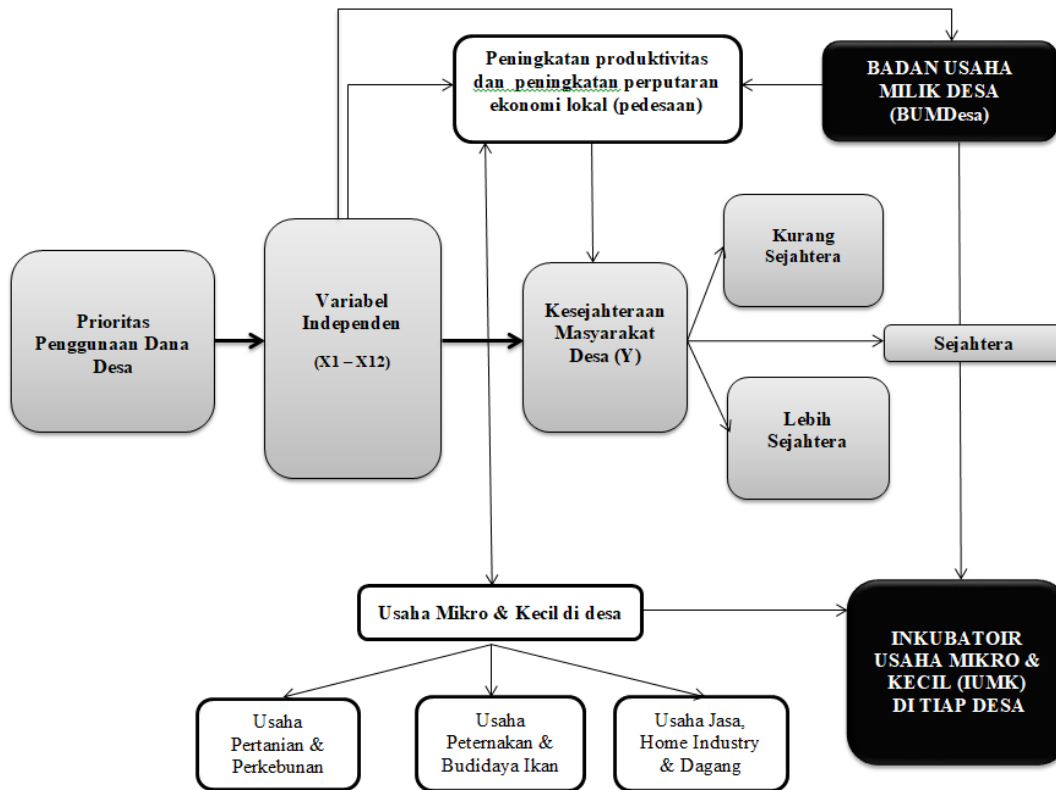 Peningkatan produktivitas
dan peningkatan perputaran
ekonomi lokal (pedesaan)
BADAN USAHA
MILIK DESA
(BUMDesa)
Prioritas
Penggunaan Dana
Desa
Variabel
Independen
(X1 – X12)
Kesejahteraan
Masyarakat
Desa (Y)
Kurang
Sejahtera
Sejahtera
Lebih
Sejahtera
Usaha Mikro & Kecil di desa
INKUBATOIR
USAHA MIKRO &
KECIL (IUMK)
DI TIAP DESA
Usaha
Pertanian &
Perkebunan
Usaha
Peternakan &
Budidaya Ikan
Usaha Jasa,
Home Industry
& Dagang